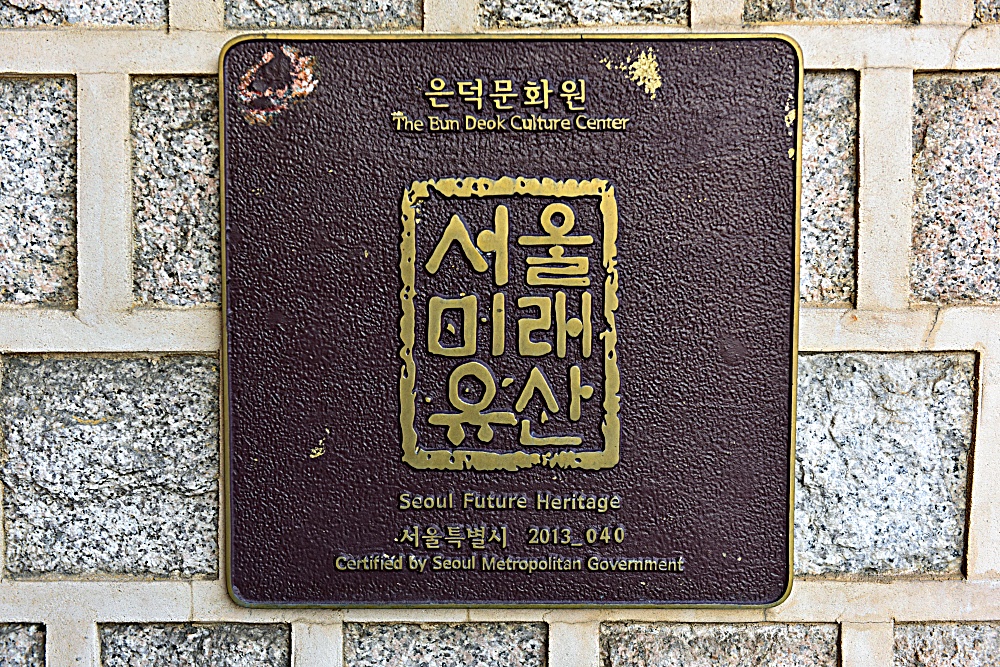 은덕문화원
The Eun Deok Culture Center
서울
미래
유산
Seoul Future Heritage
서울특별시 2013_040
Certified by Seoul Metropolitan Government